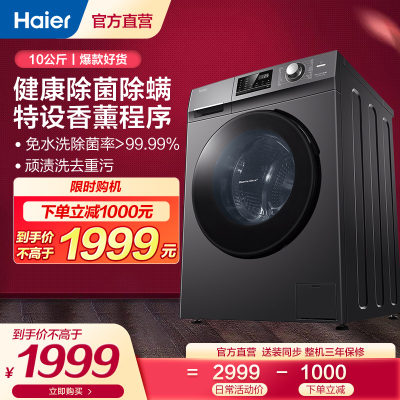 Haier 官方直营
10公斤 | 爆款好货
健康除菌除螨
特设香薰程序
• 免水洗除菌率>99.99%
• 顽渍洗去重污
限时购机
下单立减1000元
到手价
不高于 1999元
到手价不高于
¥1999
立即购买
官方直营 送装同步 整机三年保修
= 2999 - 1000
日常活动价 下单立减